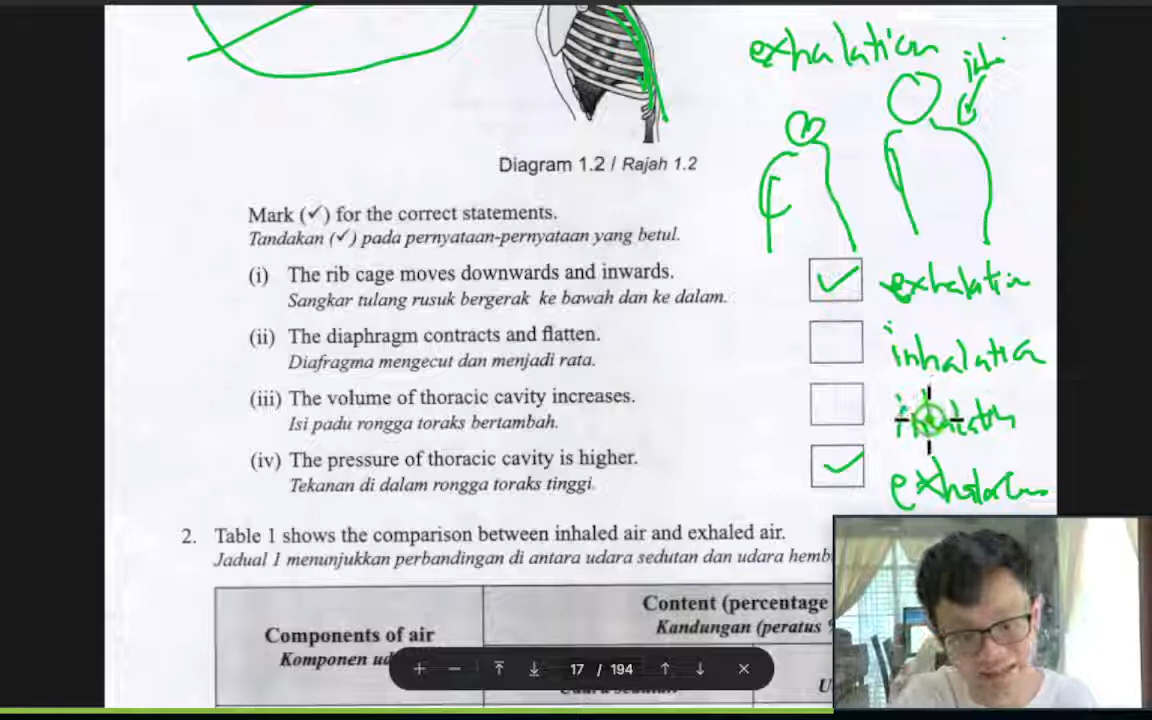 exhalation
Diagram 1.2 / Rajah 1.2
Mark (✓) for the correct statements.
Tandakan (✓) pada pernyataan-pernyataan yang betul.
(i) The rib cage moves downwards and inwards.
✓ exhalation
Sangkar tulang rusuk bergerak ke bawah dan ke dalam.
(ii) The diaphragm contracts and flatten.
inhalation
Diafragma mengecut dan menjadi rata.
(iii) The volume of thoracic cavity increases.
Isi padu rongga toraks bertambah.
(iv) The pressure of thoracic cavity is higher.
✓ exhalation
Tekanan di dalam rongga toraks tinggi.
2. Table 1 shows the comparison between inhaled air and exhaled air.
Jadual 1 menunjukkan perbandingan di antara udara sedutan dan udara hemb
Content (percentage
Components of air
Kandungan (peratus
Komponen
17 / 194